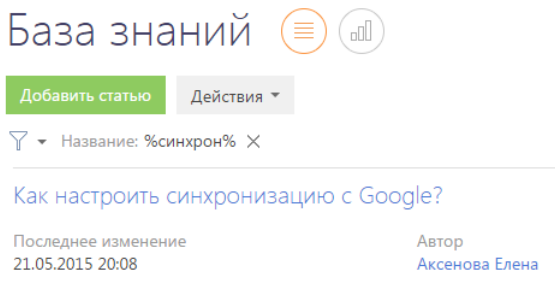 База знаний
Добавить статью Действия
Название: %синхрон%
Как настроить синхронизацию с Google?
Последнее изменение Автор
21.05.2015 20:08 Аксенова Елена